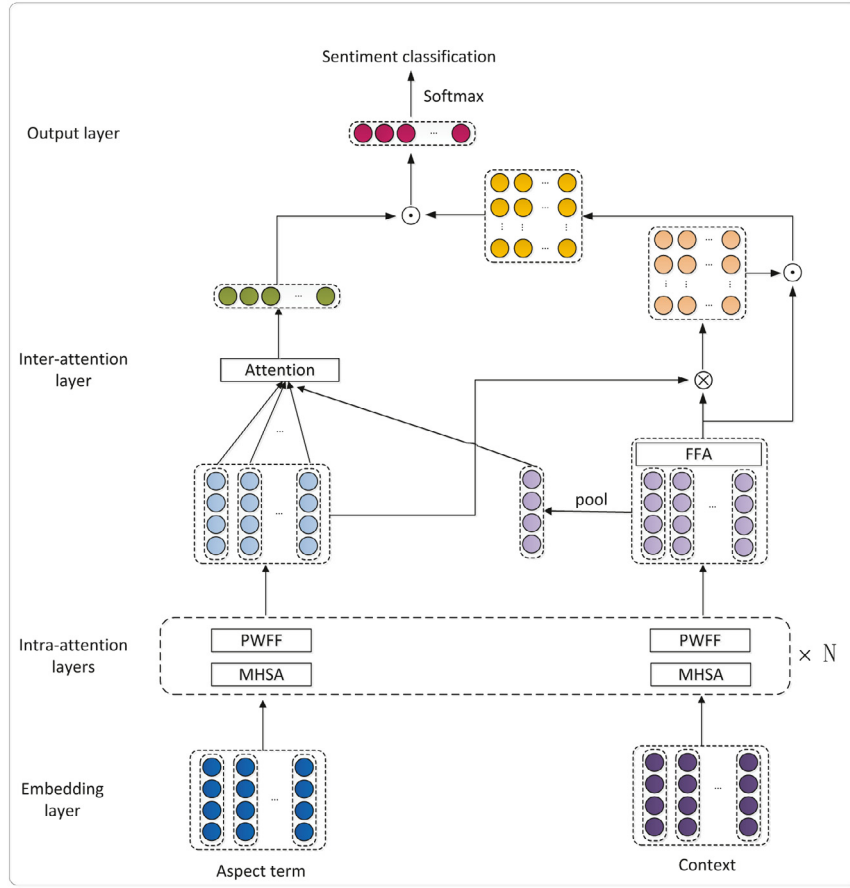 Sentiment classification
Softmax
Output layer
...
...
...
...
Inter-attention
layer
Attention
...
FFA
pool
...
...
Intra-attention
layers
PWFF
PWFF
MHSA
MHSA
× N
Embedding
layer
...
...
Aspect term
Context